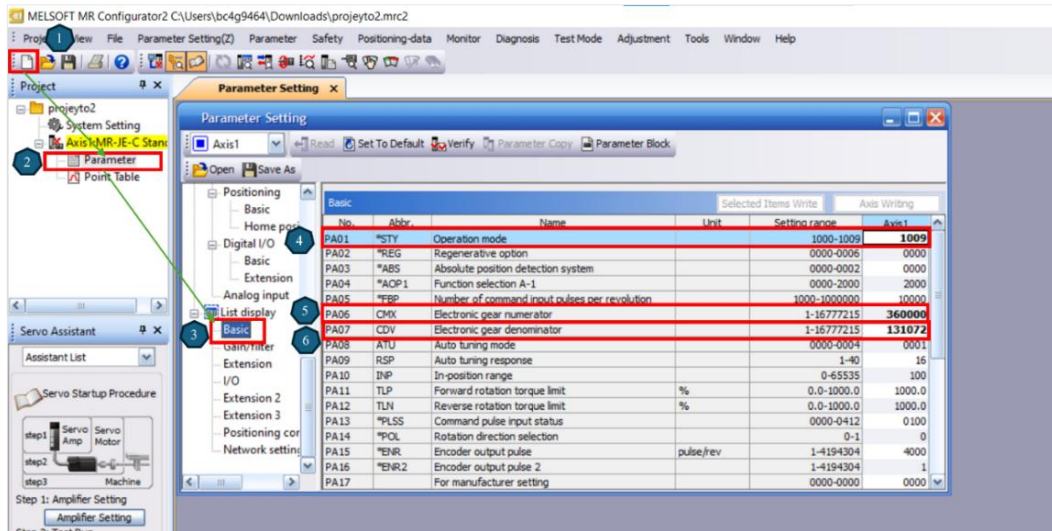 MELSOFT MR Configurator2 C:\Users\bc4g9464\Downloads\projeyto2.mrc2
Proj 1 View File Parameter Setting(Z) Parameter Safety Positioning-data Monitor Diagnosis Test Mode Adjustment Tools Window Help
Project
projeyto2
System Setting
Axis1:MR-JE-C Stand
2 Parameter
Point Table
Servo Assistant
Assistant List
Servo Startup Procedure
step1 Servo Amp Servo Motor
step2
step3 Machine
Step 1: Amplifier Setting
Amplifier Setting
Parameter Setting
Parameter Setting
Axis1 Read Set To Default Verify Parameter Copy Parameter Block
Open Save As
Positioning
Basic
Home posi
Digital I/O
Basic
Extension
Analog input
List display
3 Basic
Gain/filter
Extension
I/O
Extension 2
Extension 3
Positioning cor
Network setting
Basic Selected Items Write Axis Writing
No. Abbr. Name Unit Setting range Axis1
4 PA01 *STY Operation mode 1000-1009 1009
PA02 *REG Regenerative option 0000-0006 0000
PA03 *ABS Absolute position detection system 0000-0002 0000
PA04 *AOP1 Function selection A-1 0000-2000 2000
PA05 *FBP Number of command input pulses per revolution 1000-1000000 10000
5 PA06 CMX Electronic gear numerator 1-16777215 360000
6 PA07 CDV Electronic gear denominator 1-16777215 131072
PA08 ATU Auto tuning mode 0000-0004 0001
PA09 RSP Auto tuning response 1-40 16
PA10 INP In-position range 0-65535 100
PA11 TLP Forward rotation torque limit % 0.0-1000.0 1000.0
PA12 TLN Reverse rotation torque limit % 0.0-1000.0 1000.0
PA13 *PLSS Command pulse input status 0000-0412 0100
PA14 *POL Rotation direction selection 0-1 0
PA15 *ENR Encoder output pulse pulse/rev 1-4194304 4000
PA16 *ENR2 Encoder output pulse 2 1-4194304 1
PA17 For manufacturer setting 0000-0000 0000